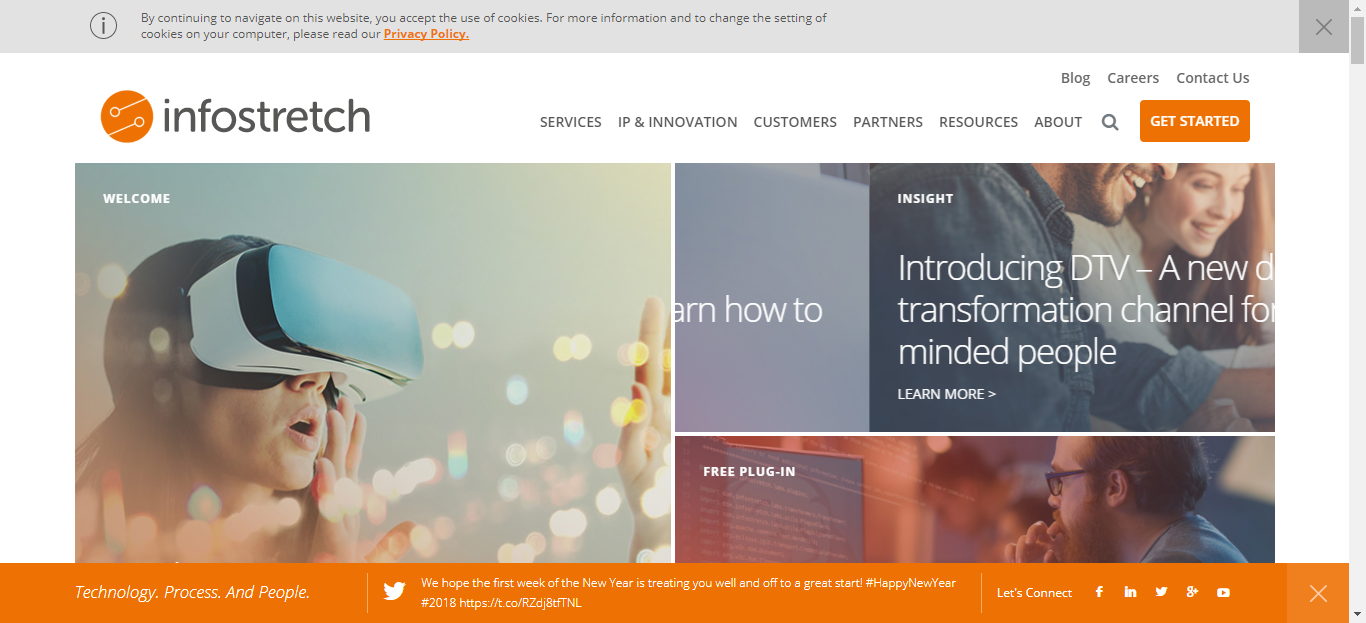 By continuing to navigate on this website, you accept the use of cookies. For more information and to change the setting of
cookies on your computer, please read our Privacy Policy.
Blog Careers Contact Us
infostretch
SERVICES IP & INNOVATION CUSTOMERS PARTNERS RESOURCES ABOUT GET STARTED
WELCOME
arn how to
INSIGHT
Introducing DTV – A new d
transformation channel for
minded people
LEARN MORE >
FREE PLUG-IN
Technology. Process. And People.
We hope the first week of the New Year is treating you well and off to a great start! #HappyNewYear
#2018 https://t.co/RZdj8tfTNL
Let's Connect